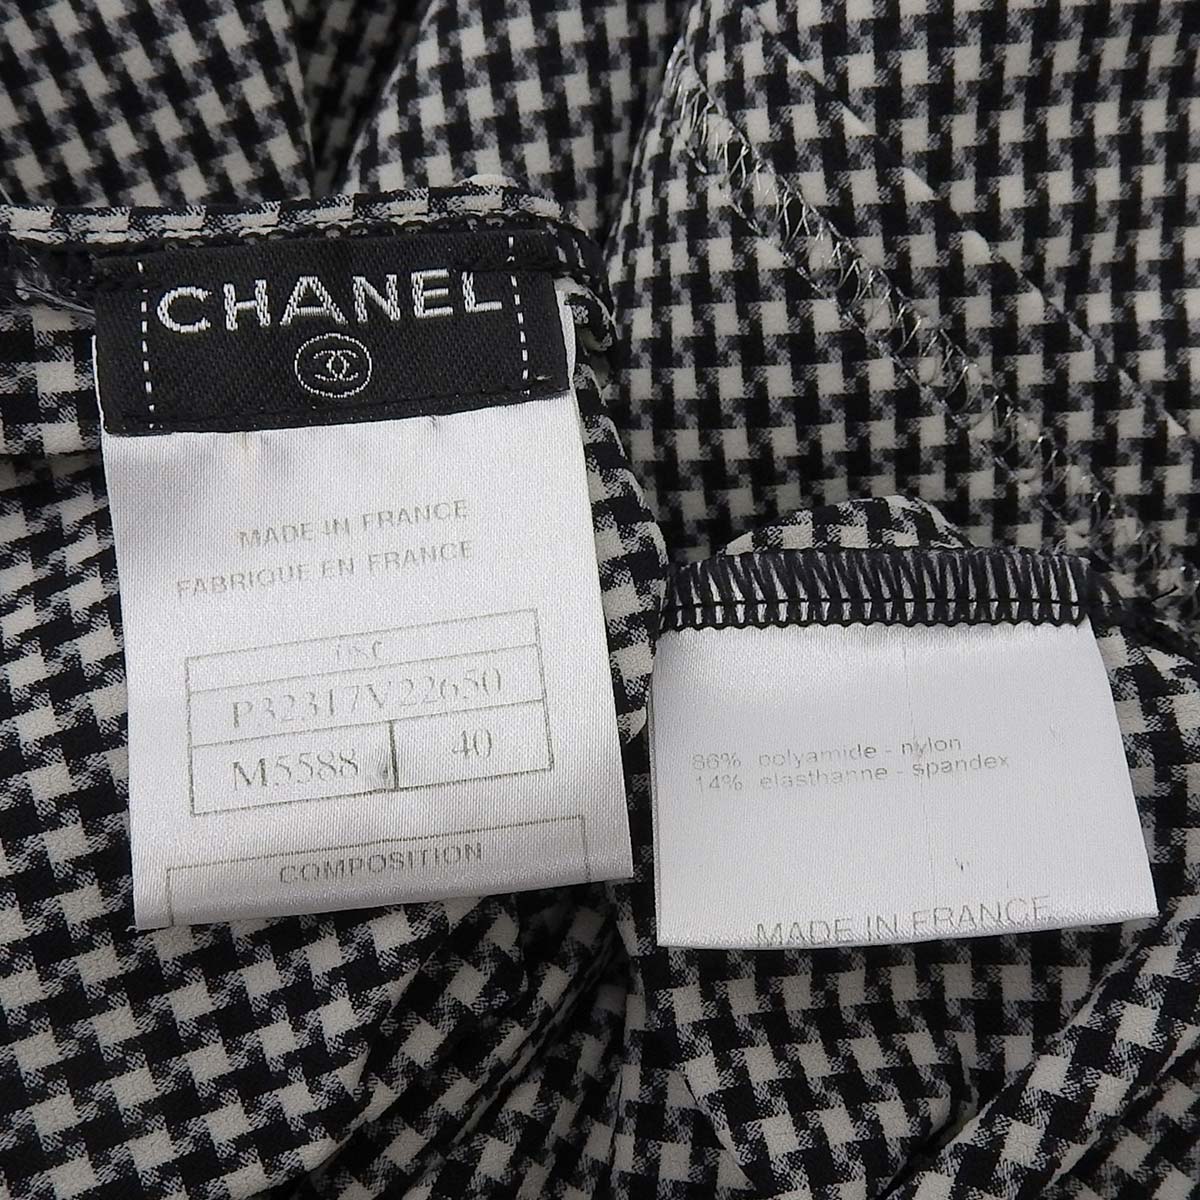 CHANEL
MADE IN FRANCE
FABRIQUE EN FRANCE
P32317V22650
M5588 40
COMPOSITION
86% polyamide - nylon
14% elasthanne - spandex
MADE IN FRANCE